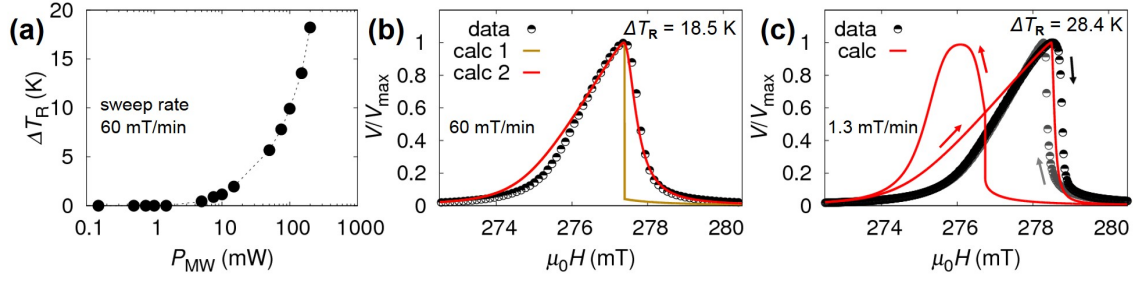 (a)
20
15
10
5
0
ΔT_R (K)
sweep rate
60 mT/min
0.1 1 10 100 1000
P_MW (mW)
(b)
data
calc 1
calc 2
ΔT_R = 18.5 K
1
0.8
0.6
0.4
0.2
0
V/V_max
60 mT/min
274 276 278 280
μ₀H (mT)
(c)
data
calc
ΔT_R = 28.4 K
1
0.8
0.6
0.4
0.2
0
V/V_max
1.3 mT/min
274 276 278 280
μ₀H (mT)